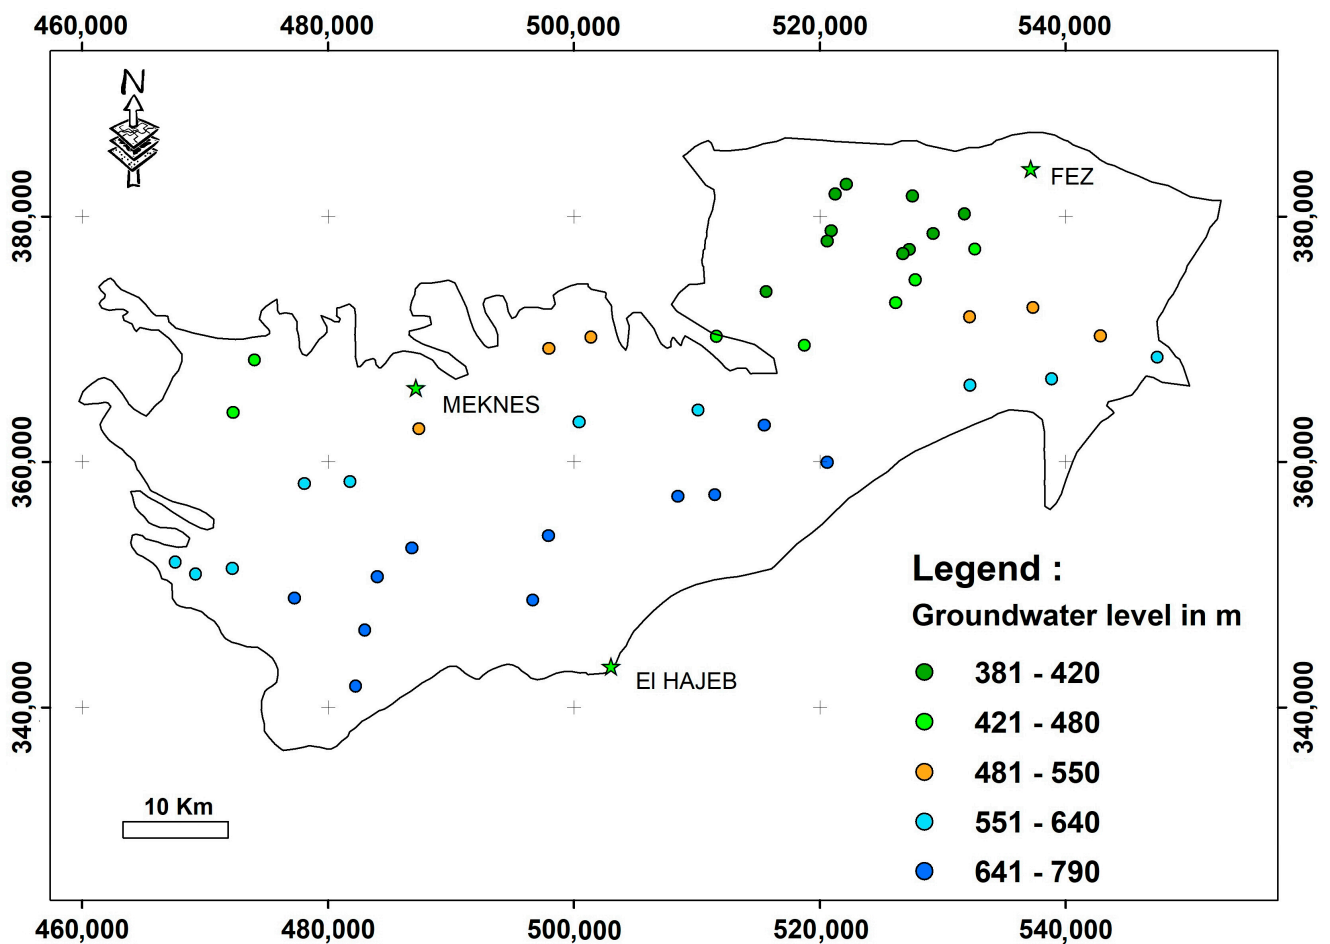 460,000 480,000 500,000 520,000 540,000
N
FEZ
380,000 380,000
MEKNES
360,000 360,000
El HAJEB
340,000 340,000
Legend :
Groundwater level in m
381 - 420
421 - 480
481 - 550
551 - 640
641 - 790
10 Km
460,000 480,000 500,000 520,000 540,000